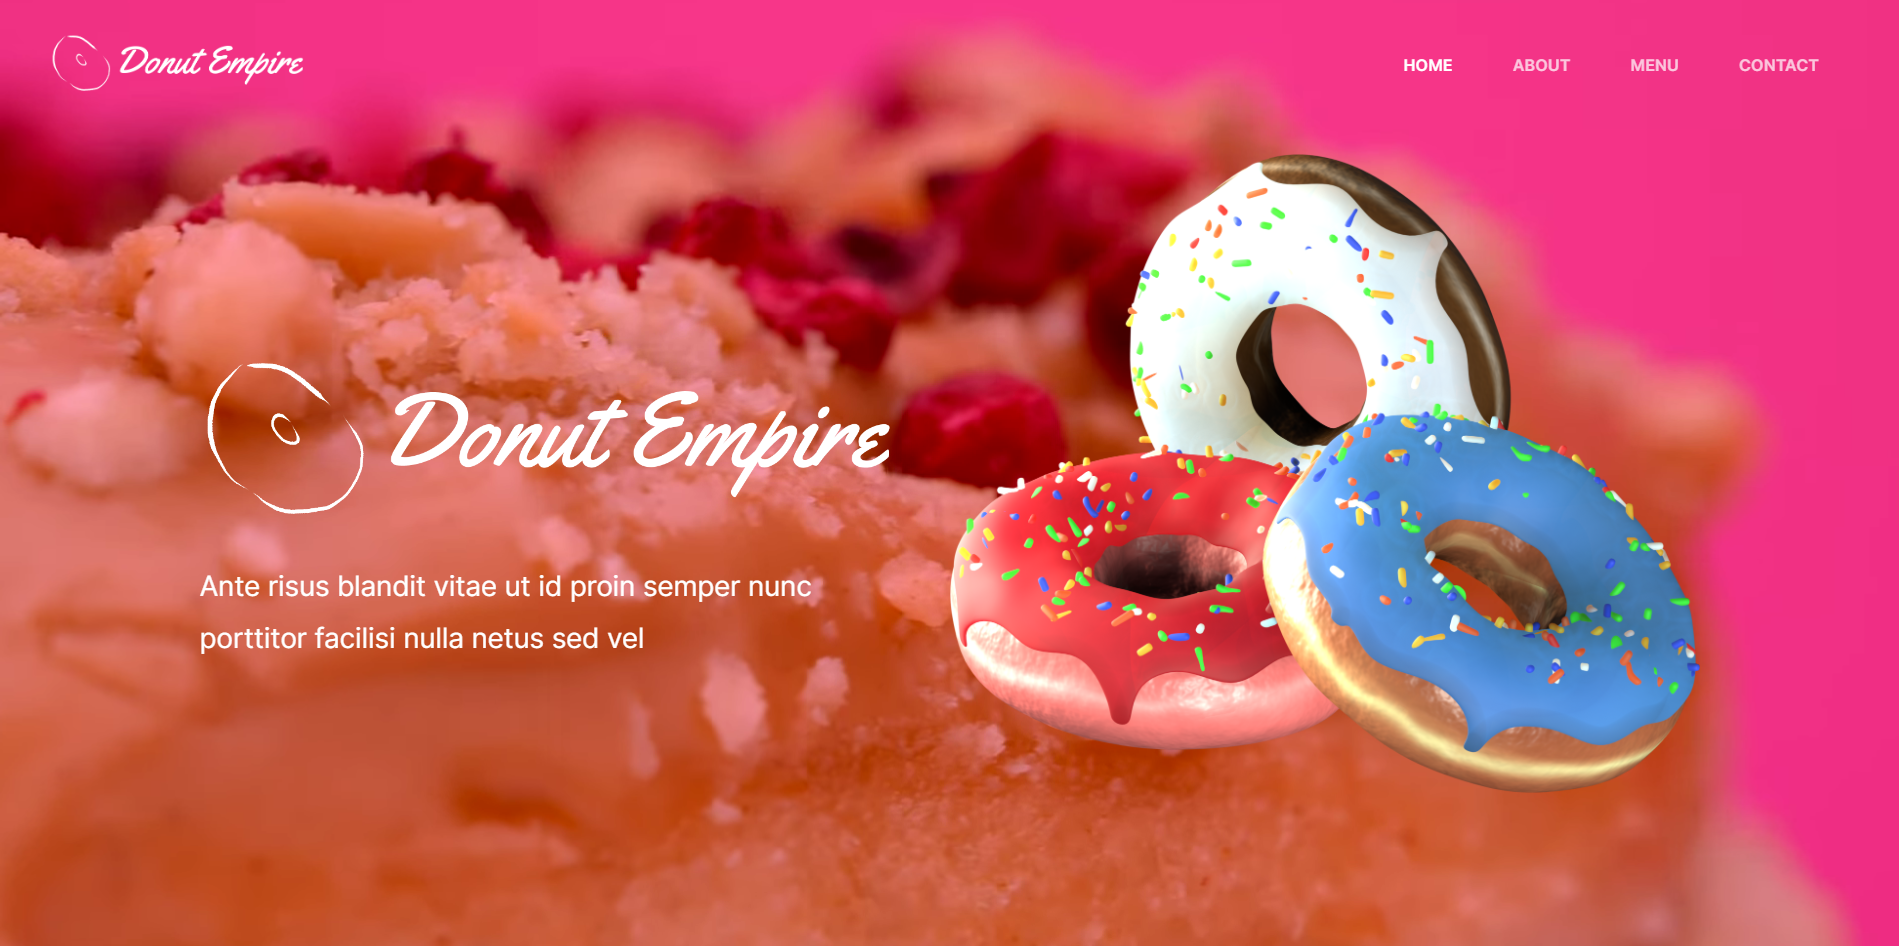 Donut Empire
HOME ABOUT MENU CONTACT
Donut Empire
Ante risus blandit vitae ut id proin semper nunc
porttitor facilisi nulla netus sed vel